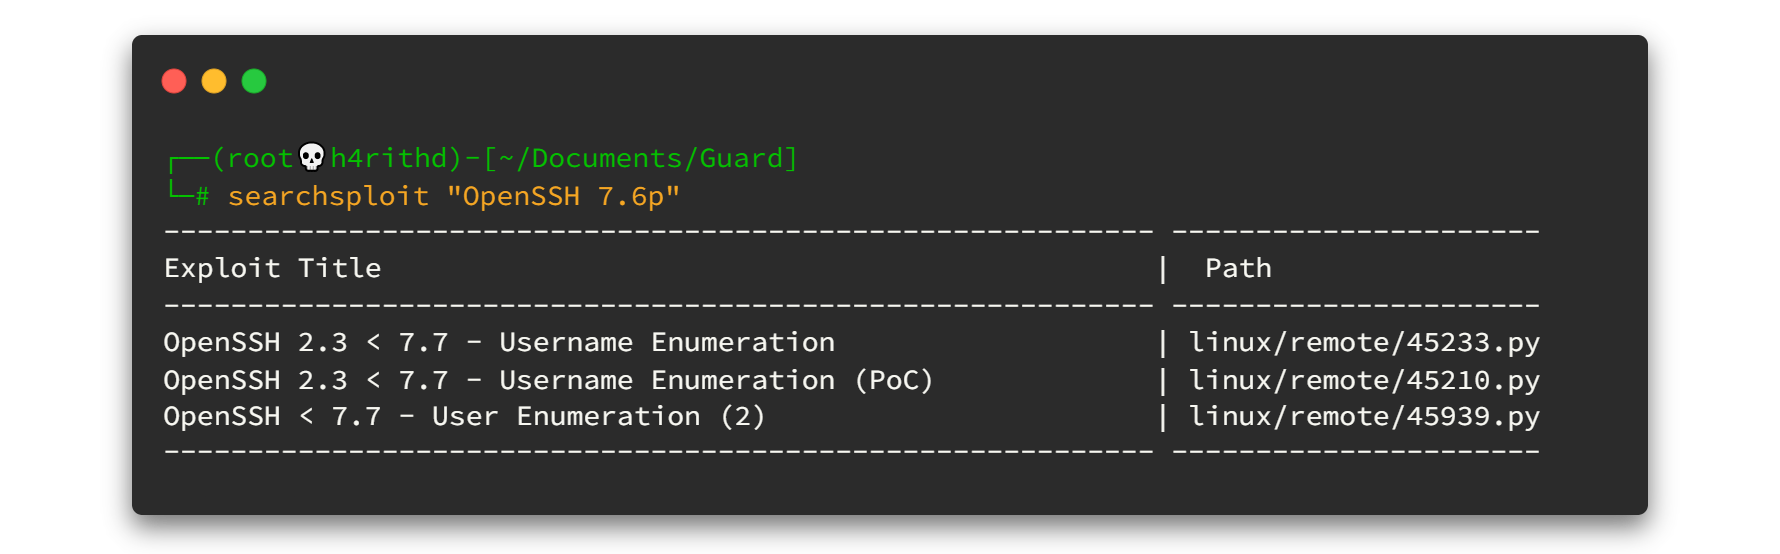 ┌──(root💀h4rithd)-[~/Documents/Guard]
└─# searchsploit "OpenSSH 7.6p"
----------------------------------------------------------- ----------------------
Exploit Title                                              |  Path
----------------------------------------------------------- ----------------------
OpenSSH 2.3 < 7.7 - Username Enumeration                   | linux/remote/45233.py
OpenSSH 2.3 < 7.7 - Username Enumeration (PoC)             | linux/remote/45210.py
OpenSSH < 7.7 - User Enumeration (2)                       | linux/remote/45939.py
----------------------------------------------------------- ----------------------